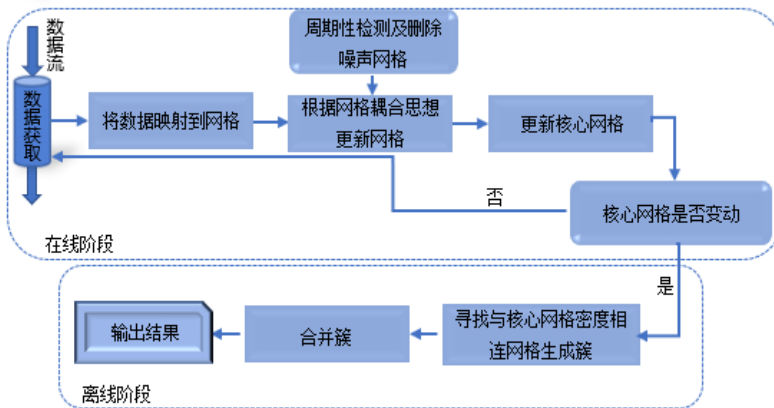 数据流
周期性检测及删除
噪声网格
数据获取
将数据映射到网格
根据网格耦合思想
更新网格
更新核心网格
否
核心网格是否变动
在线阶段
是
输出结果
合并簇
寻找与核心网格密度相
连网格生成簇
离线阶段